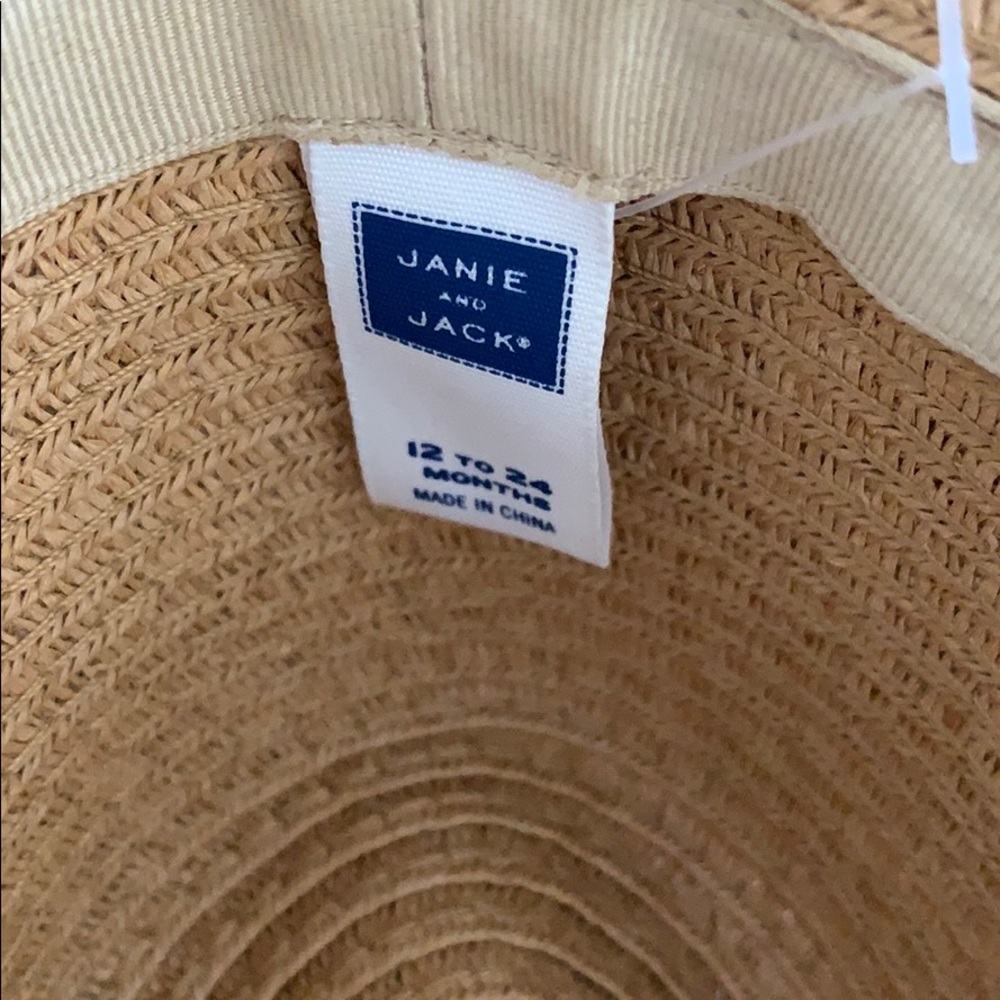 JANIE
AND
JACK®
12 TO 24
MONTHS
MADE IN CHINA